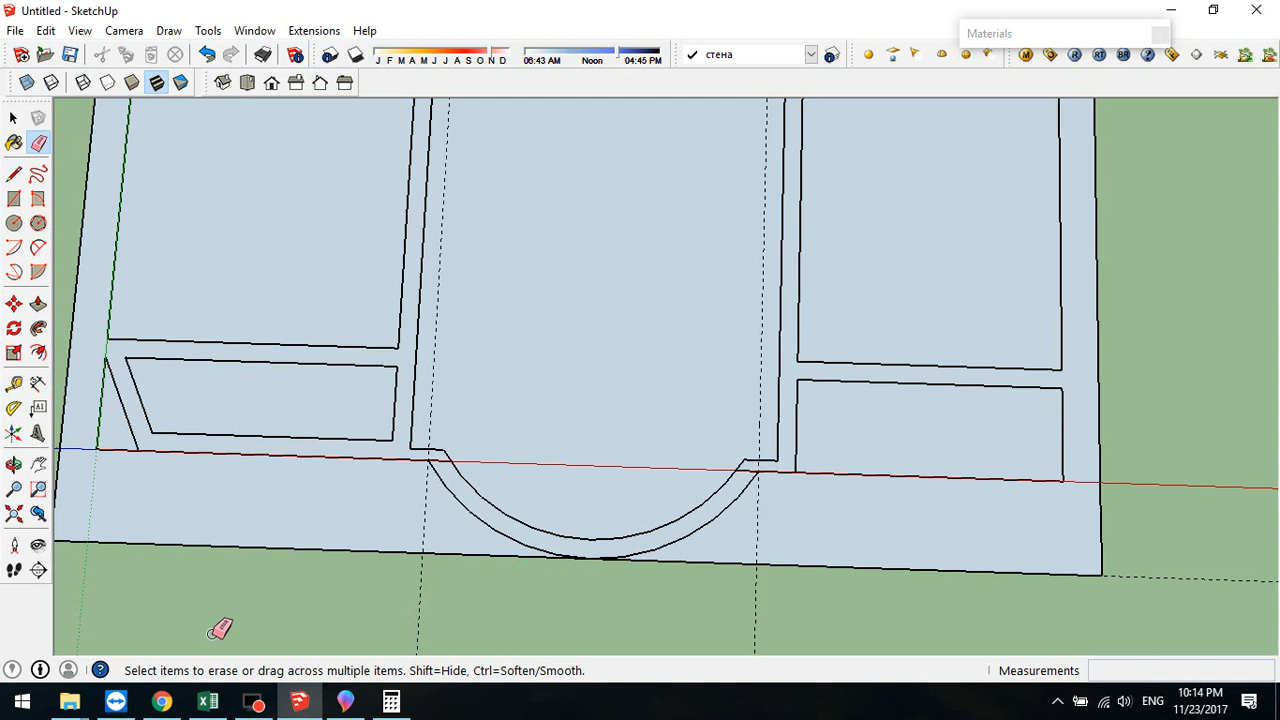 Untitled - SketchUp
File Edit View Camera Draw Tools Window Extensions Help
Materials
J F M A M J J A S O N D
06:43 AM Noon 04:45 PM
стена
Select items to erase or drag across multiple items. Shift=Hide, Ctrl=Soften/Smooth.
Measurements
ENG
10:14 PM
11/23/2017